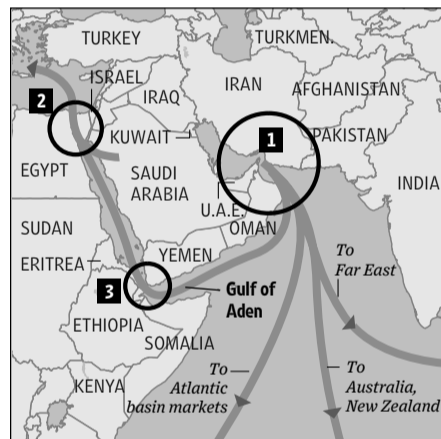 TURKEY
TURKMEN.
ISRAEL
IRAN
AFGHANISTAN
2
IRAQ
1
KUWAIT
PAKISTAN
EGYPT
SAUDI
ARABIA
INDIA
U.A.E.
OMAN
SUDAN
YEMEN
To
Far East
ERITREA
3
Gulf of
Aden
ETHIOPIA
SOMALIA
To
Atlantic
basin markets
To
Australia,
New Zealand
KENYA